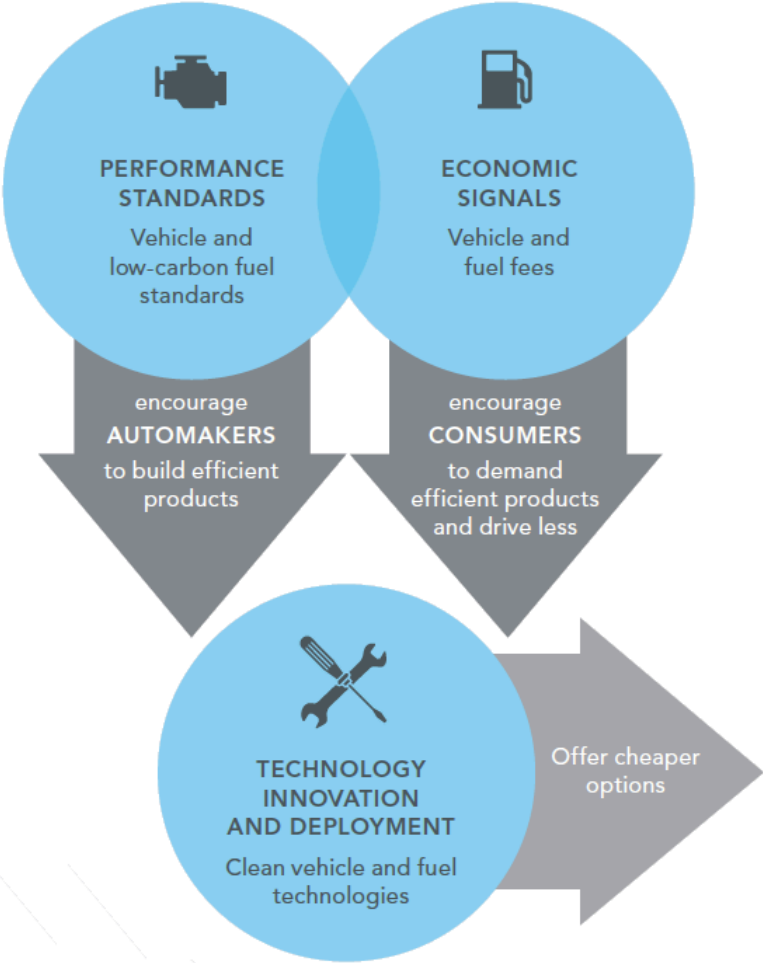 PERFORMANCE
STANDARDS
Vehicle and
low-carbon fuel
standards
ECONOMIC
SIGNALS
Vehicle and
fuel fees
encourage
AUTOMAKERS
to build efficient
products
encourage
CONSUMERS
to demand
efficient products
and drive less
TECHNOLOGY
INNOVATION
AND DEPLOYMENT
Clean vehicle and fuel
technologies
Offer cheaper
options